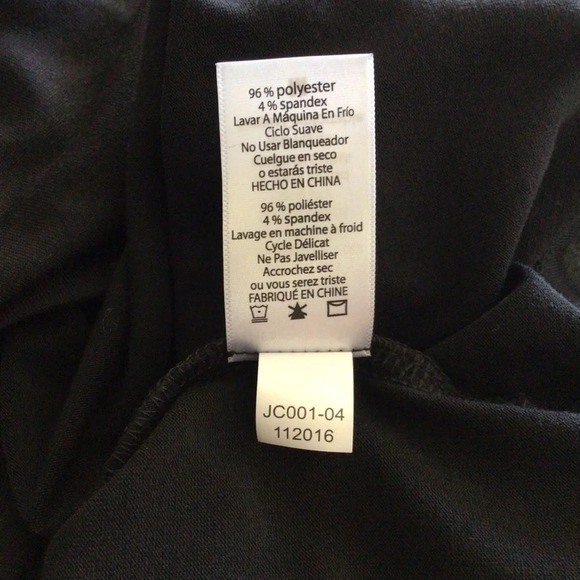 96 % polyester
4 % spandex
Lavar A Máquina En Frío
Ciclo Suave
No Usar Blanqueador
Cuelgue en seco
o estarás triste
HECHO EN CHINA
96 % poliéster
4 % spandex
Lavage en machine à froid
Cycle Délicat
Ne Pas Javelliser
Accrochez sec
ou vous serez triste
FABRIQUÉ EN CHINE
JC001-04
112016